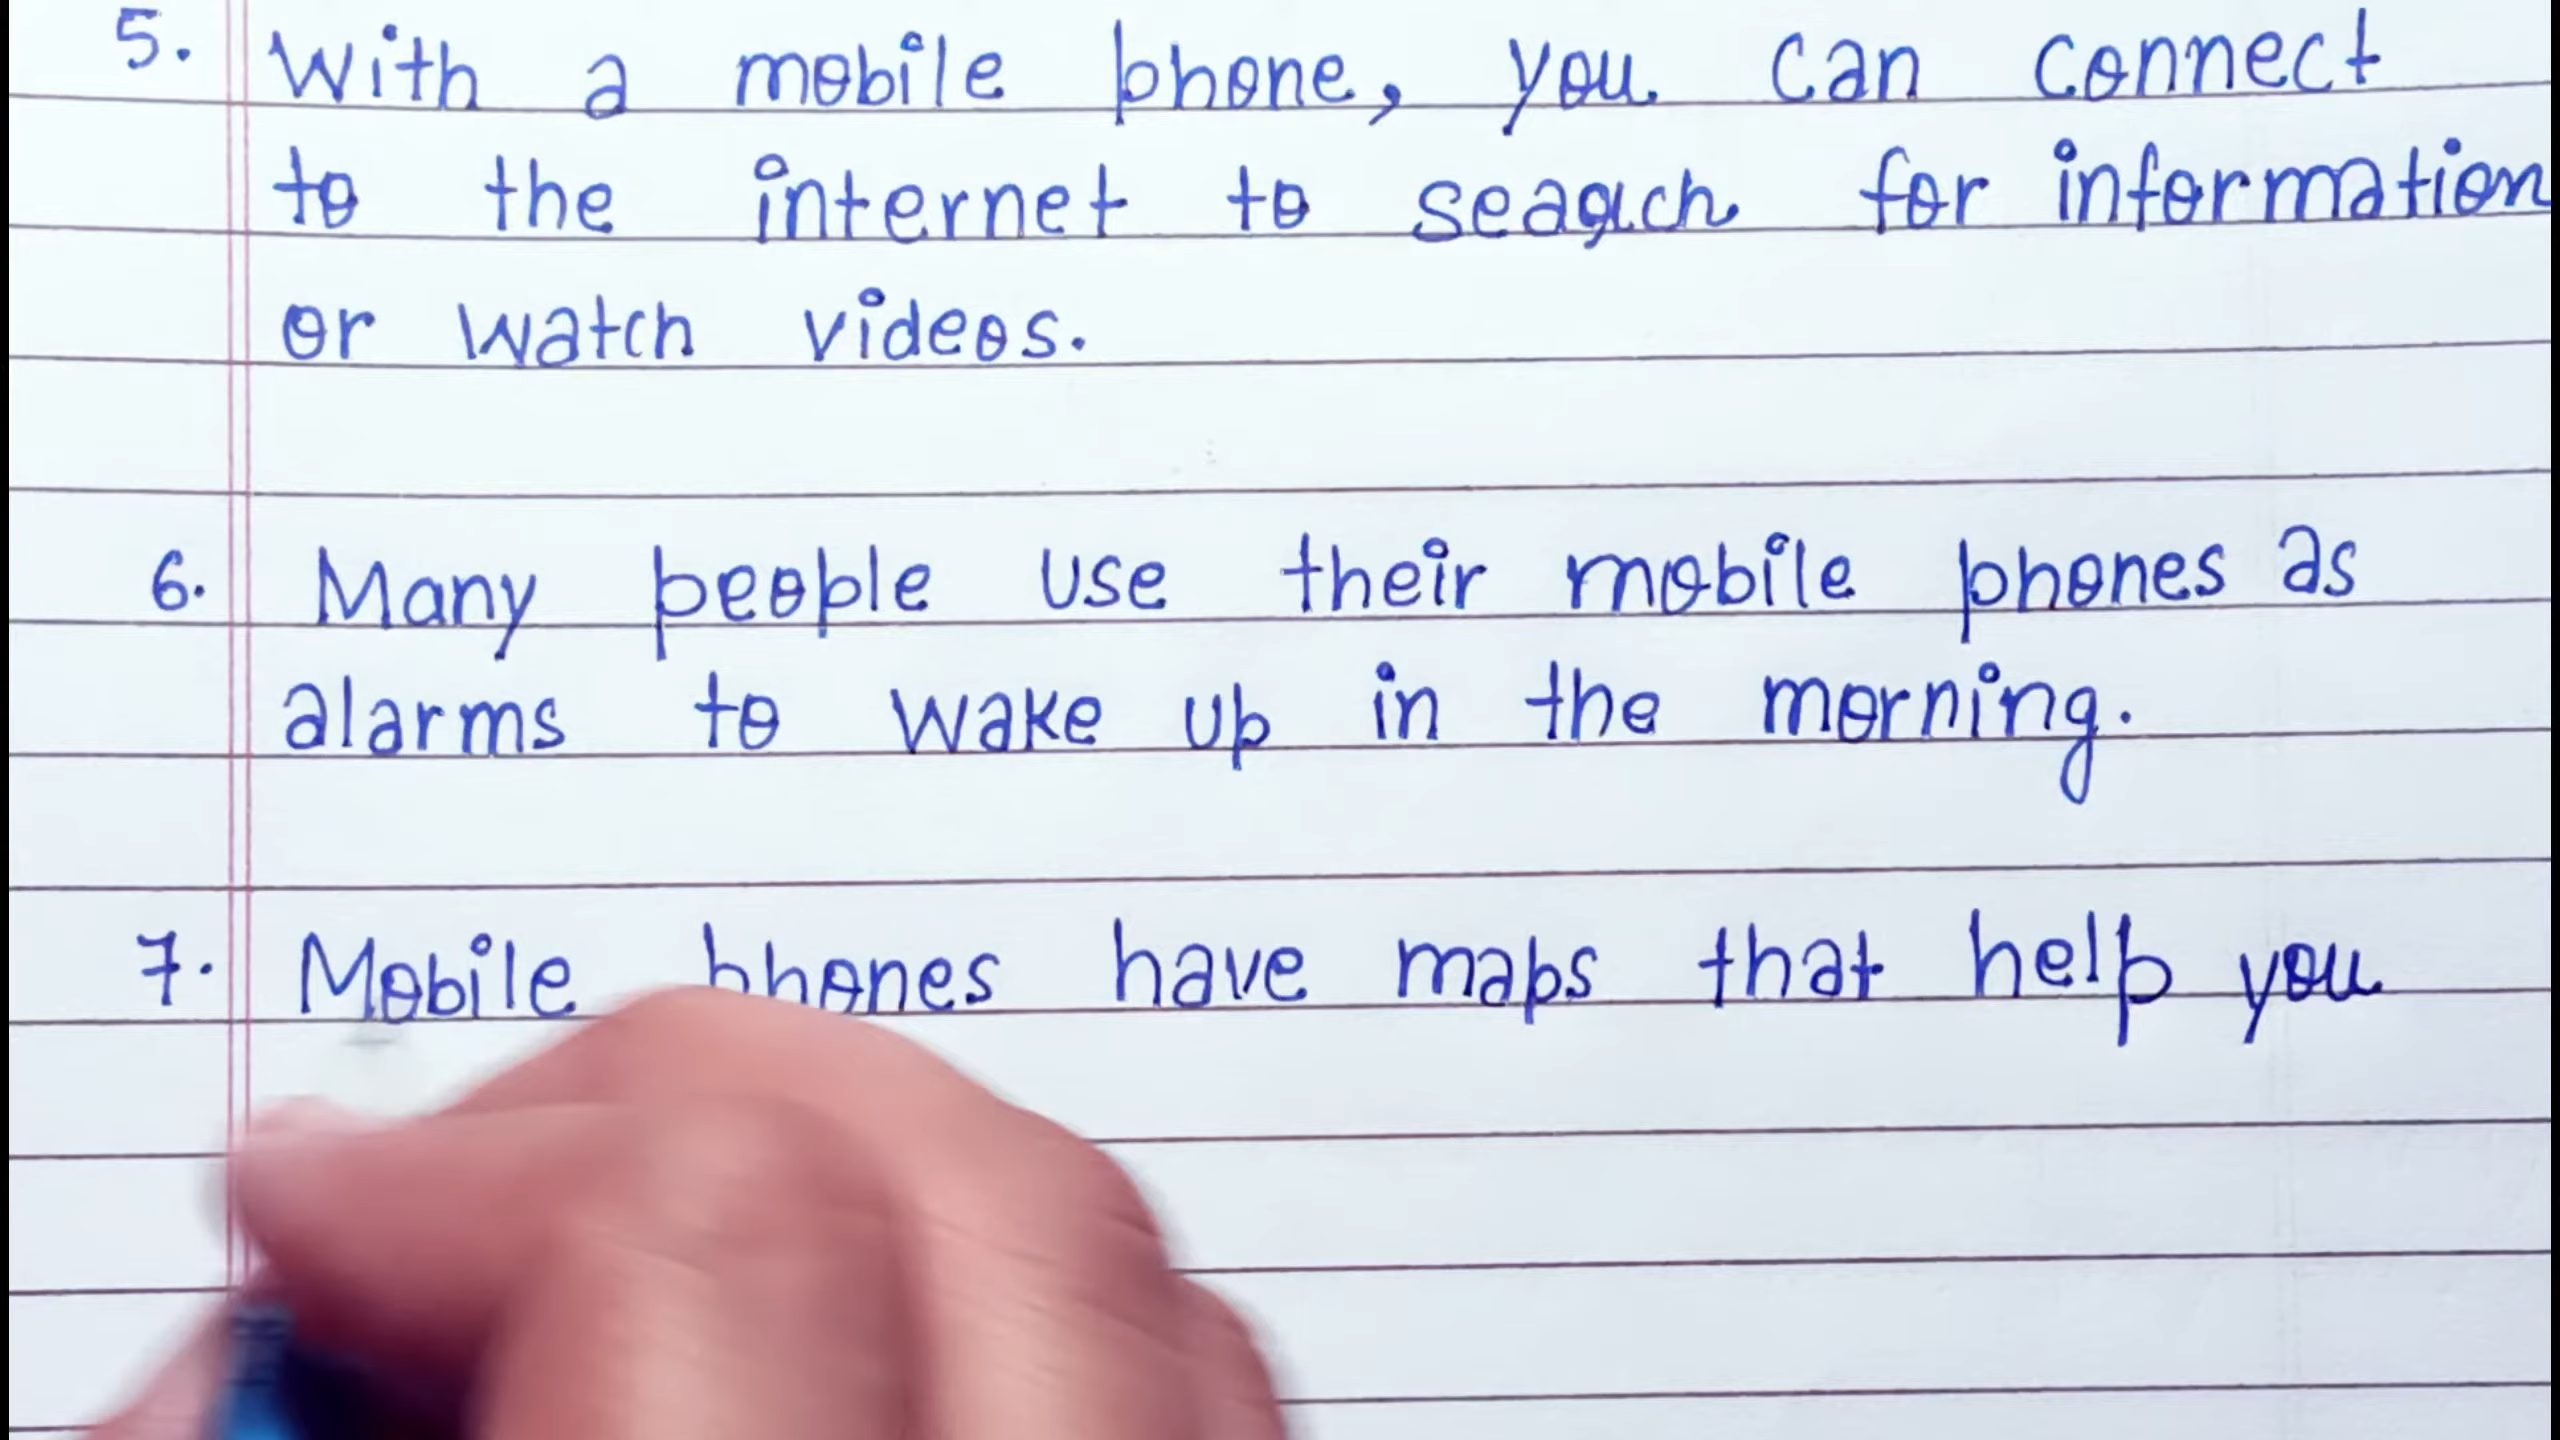 5. With a mobile phone, you can connect
to the internet to seaach for information
or watch videos.
6. Many people use their mobile phones as
alarms to wake up in the morning.
7. Mobile phones have maps that help you